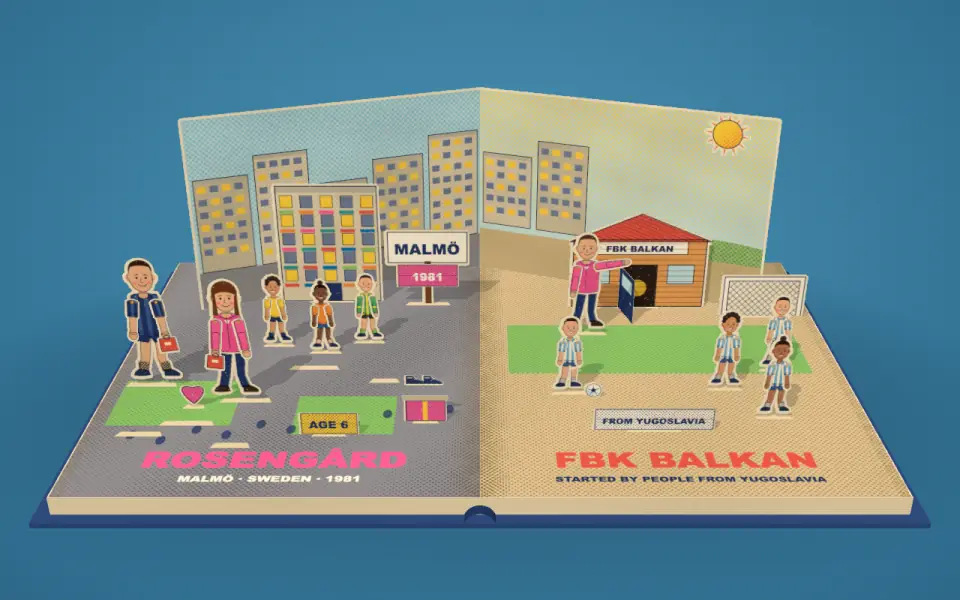 MALMÖ
1981
AGE 6
1
ROSENGÅRD
MALMÖ · SWEDEN · 1981
FBK BALKAN
FROM YUGOSLAVIA
FBK BALKAN
STARTED BY PEOPLE FROM YUGOSLAVIA